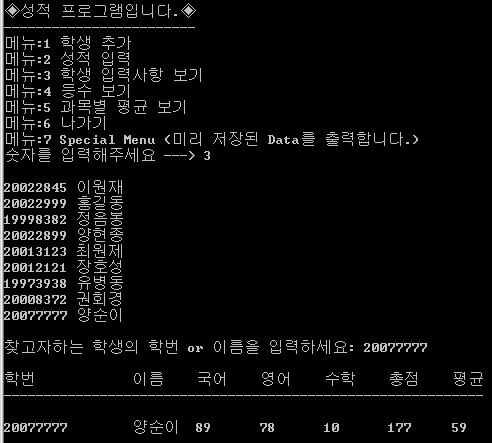 ◈성적 프로그램입니다.◈
---------------------------
메뉴:1 학생 추가
메뉴:2 성적 입력
메뉴:3 학생 입력사항 보기
메뉴:4 등수 보기
메뉴:5 과목별 평균 보기
메뉴:6 나가기
메뉴:7 Special Menu (미리 저장된 Data를 출력합니다.)
숫자를 입력해주세요 ---> 3
20022845 이원재
20022999 홍길동
19998382 정음봉
20022899 양현종
20013123 최원제
20012121 장호성
19973938 유병동
20008372 권회경
20077777 양순이
찾고자하는 학생의 학번 or 이름을 입력하세요: 20077777
학번 이름 국어 영어 수학 총점 평균
------------------------------------------------------------
20077777 양순이 89 78 10 177 59